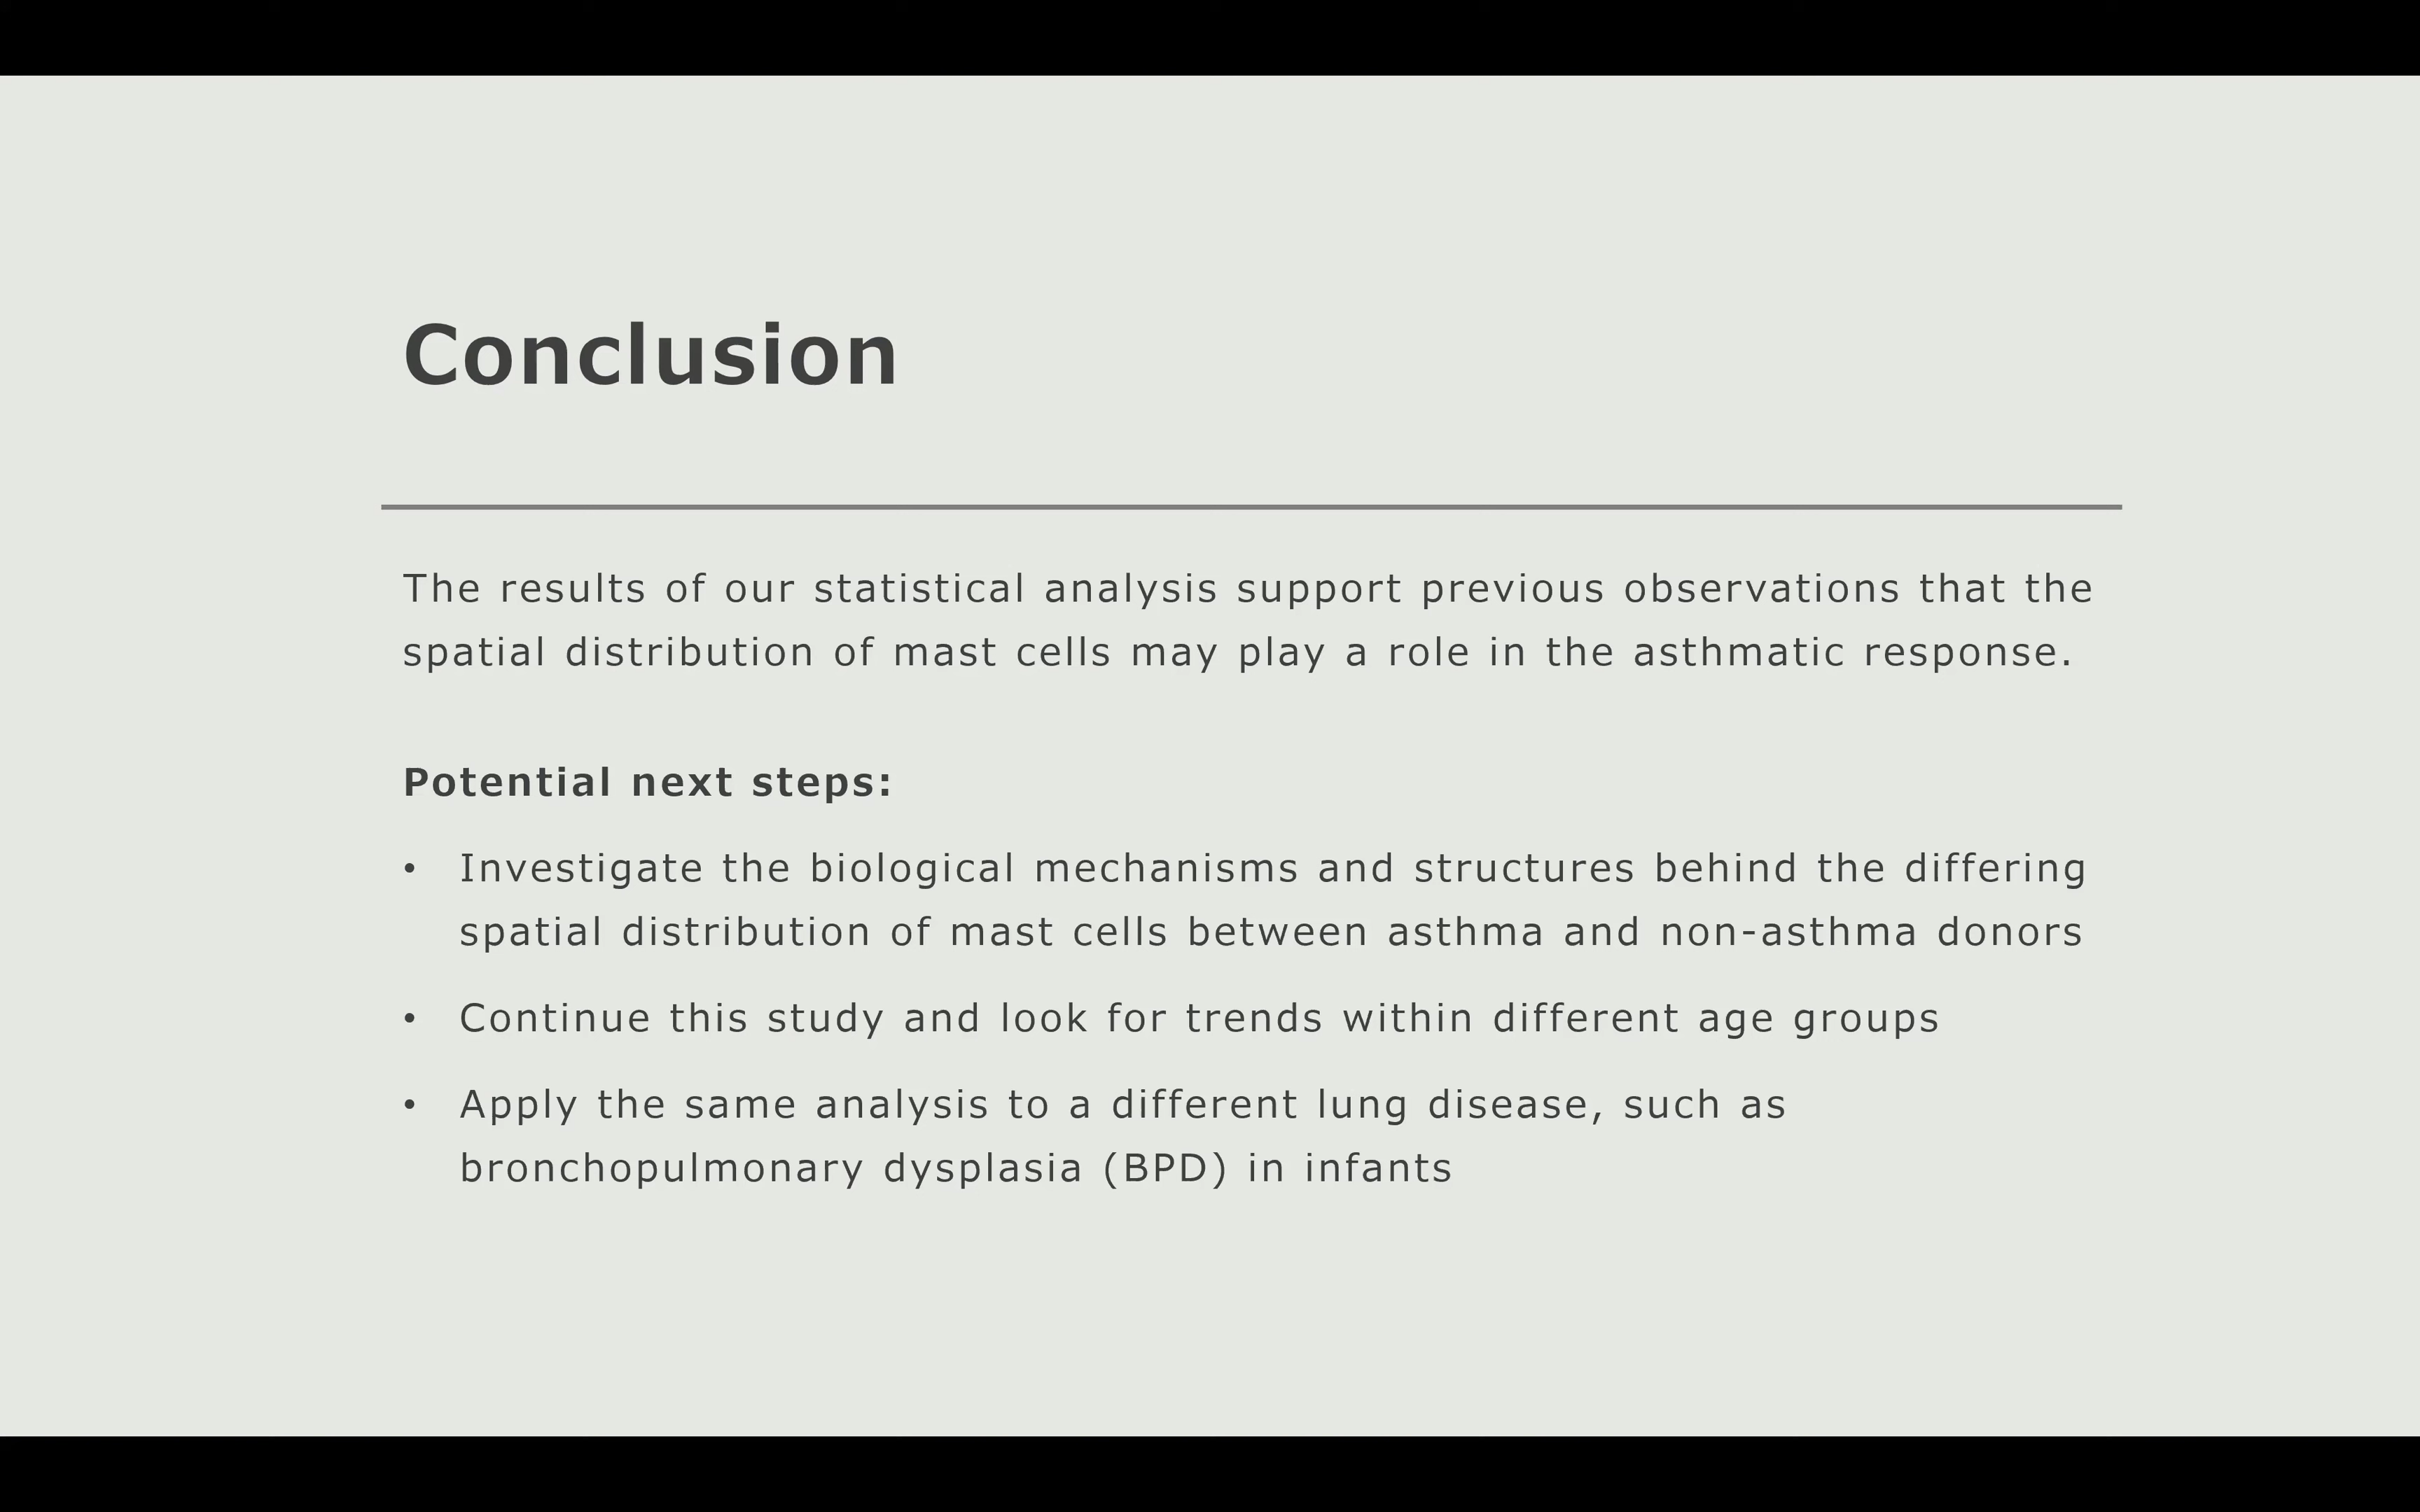 Conclusion
The results of our statistical analysis support previous observations that the
spatial distribution of mast cells may play a role in the asthmatic response.
Potential next steps:
• Investigate the biological mechanisms and structures behind the differing
spatial distribution of mast cells between asthma and non-asthma donors
• Continue this study and look for trends within different age groups
• Apply the same analysis to a different lung disease, such as
bronchopulmonary dysplasia (BPD) in infants